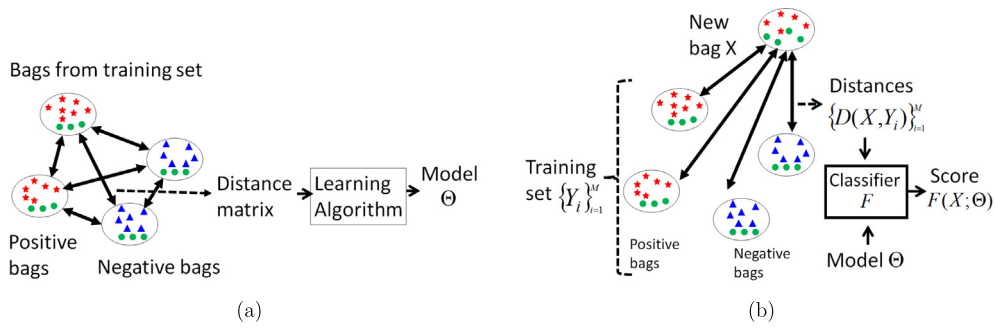 Bags from training set
Positive
bags
Negative bags
Distance
matrix
Learning
Algorithm
Model
Θ
(a)
New
bag X
Training
set {Y_i}_{i=1}^M
Positive
bags
Negative
bags
Distances
{D(X,Y_i)}_{i=1}^M
Classifier
F
Score
F(X;Θ)
Model Θ
(b)